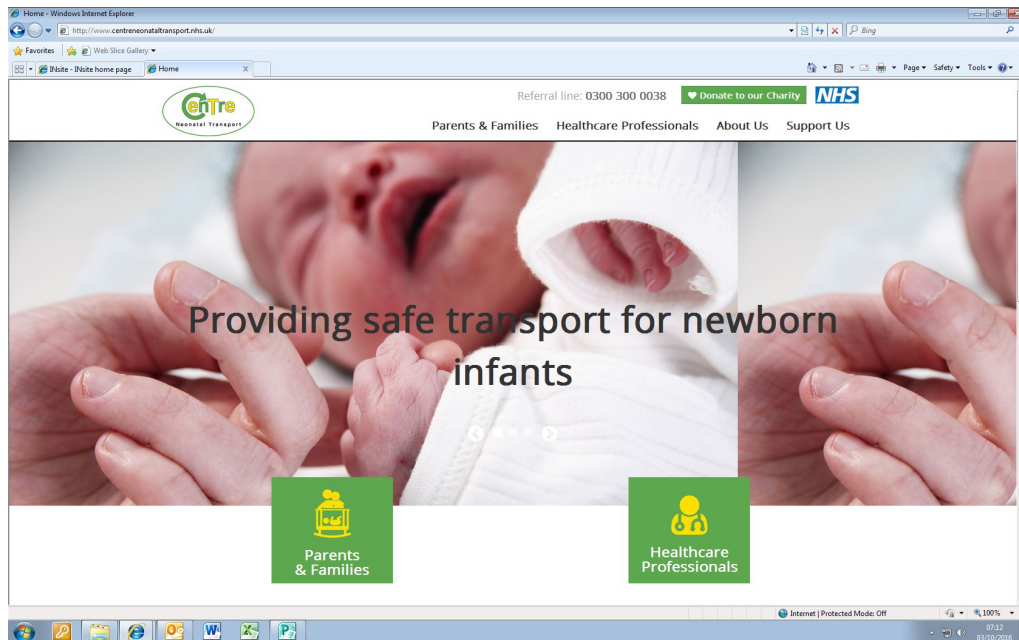 Home - Windows Internet Explorer
http://www.centreneonataltransport.nhs.uk/
Bing
Favorites
Web Slice Gallery
INsite - INsite home page
Home
X
Page
Safety
Tools
CenTre
Neonatal Transport
Referral line: 0300 300 0038
Donate to our Charity
NHS
Parents & Families
Healthcare Professionals
About Us
Support Us
Providing safe transport for newborn
infants
Parents
& Families
Healthcare
Professionals
Internet | Protected Mode: Off
100%
07:12
03/10/2016